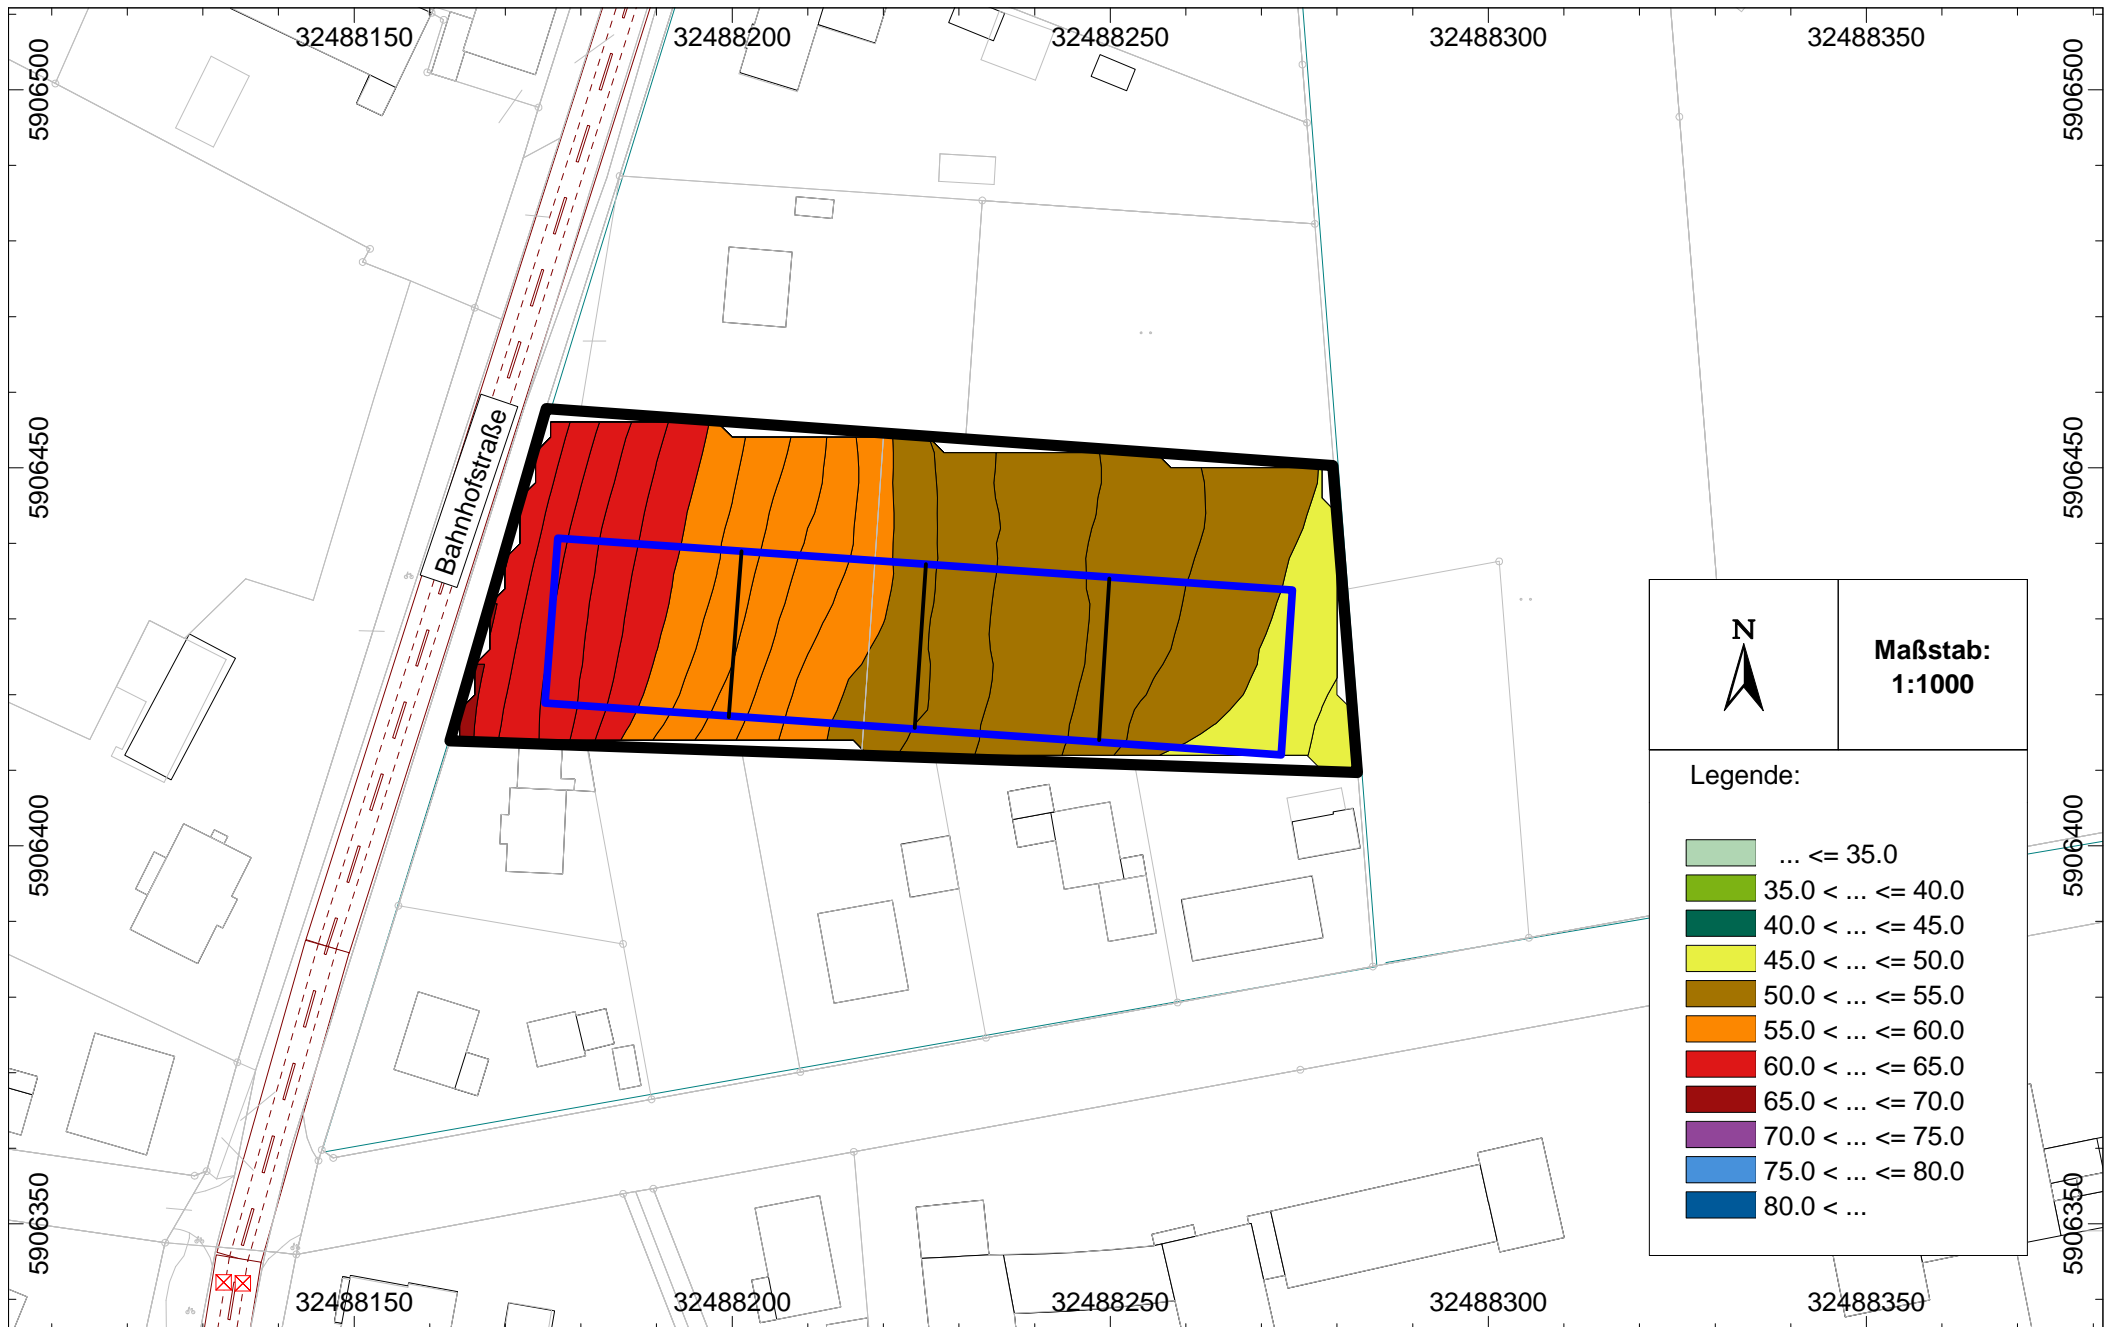 32488150 32488200 32488250 32488300 32488350
5906500 5906500
5906450 5906450
Bahnhofstraße
N
Maßstab:
1:1000
Legende:
... <= 35.0
35.0 < ... <= 40.0
40.0 < ... <= 45.0
45.0 < ... <= 50.0
50.0 < ... <= 55.0
55.0 < ... <= 60.0
60.0 < ... <= 65.0
65.0 < ... <= 70.0
70.0 < ... <= 75.0
75.0 < ... <= 80.0
80.0 < ...
5906400 5906400
5906350 5906350
32488150 32488200 32488250 32488300 32488350